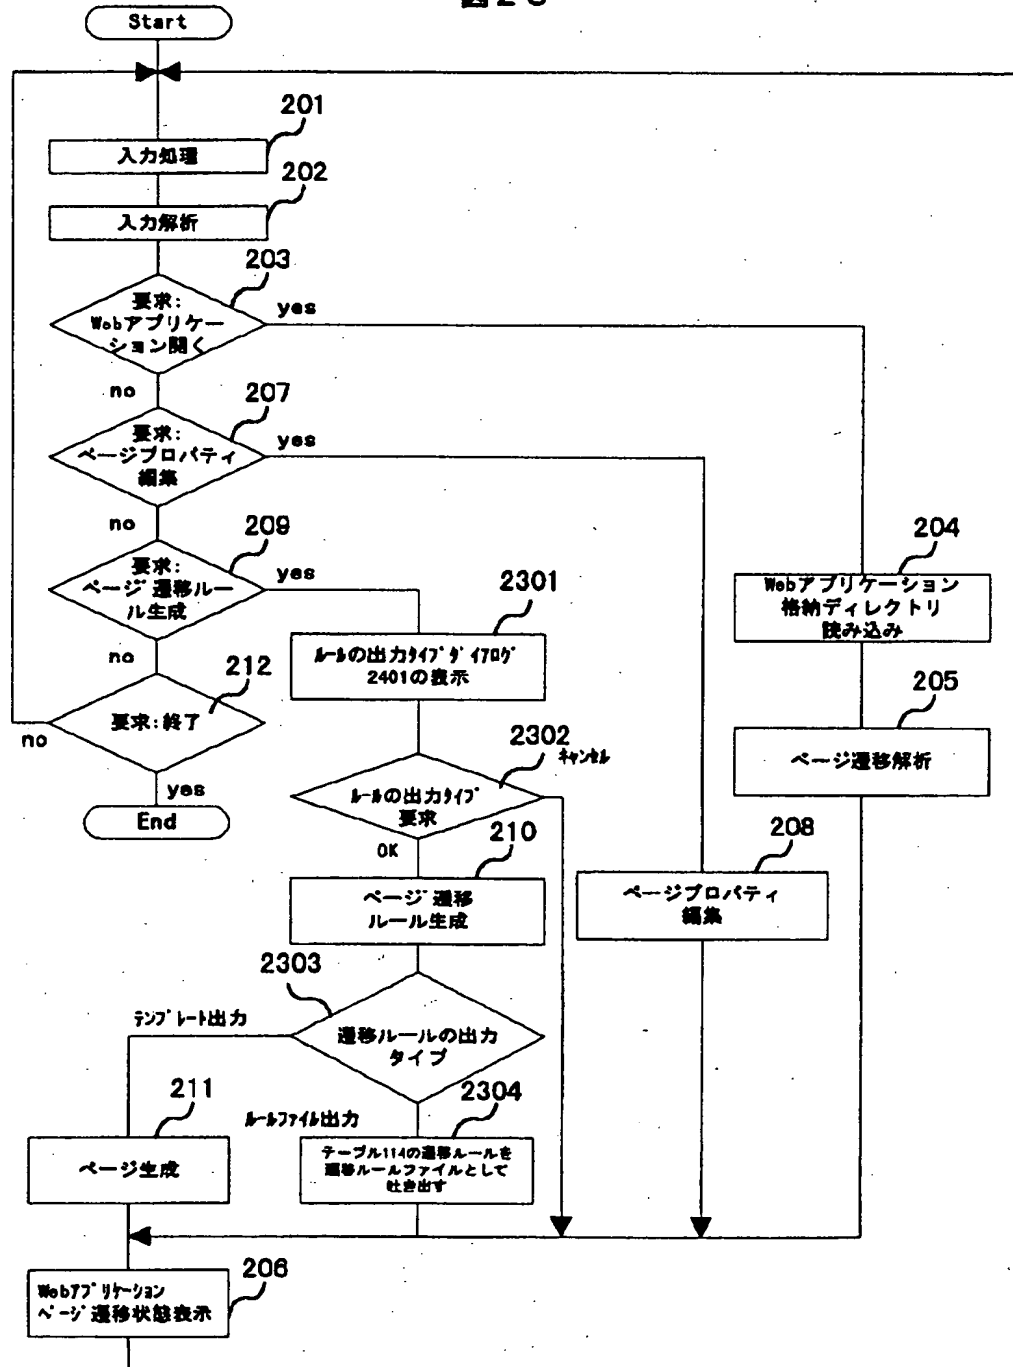 Start
201
入力処理
202
入力解析
203
要求:
Webアプリケー
ション開く
yes
no
207
要求:
ページプロパティ
編集
yes
no
209
要求:
ページ遷移ルー
ル生成
yes
no
212
要求:終了
no
yes
End
2301
ルールの出力タイプダイアログ
2401の表示
2302
キャンセル
ルールの出力タイプ
要求
OK
210
ページ遷移
ルール生成
2303
遷移ルールの出力
タイプ
テンプレート出力
ルールファイル出力
211
ページ生成
2304
テーブル114の遷移ルールを
遷移ルールファイルとして
吐き出す
204
Webアプリケーション
格納ディレクトリ
読み込み
205
ページ遷移解析
208
ページプロパティ
編集
206
Webアプリケーション
ページ遷移状態表示